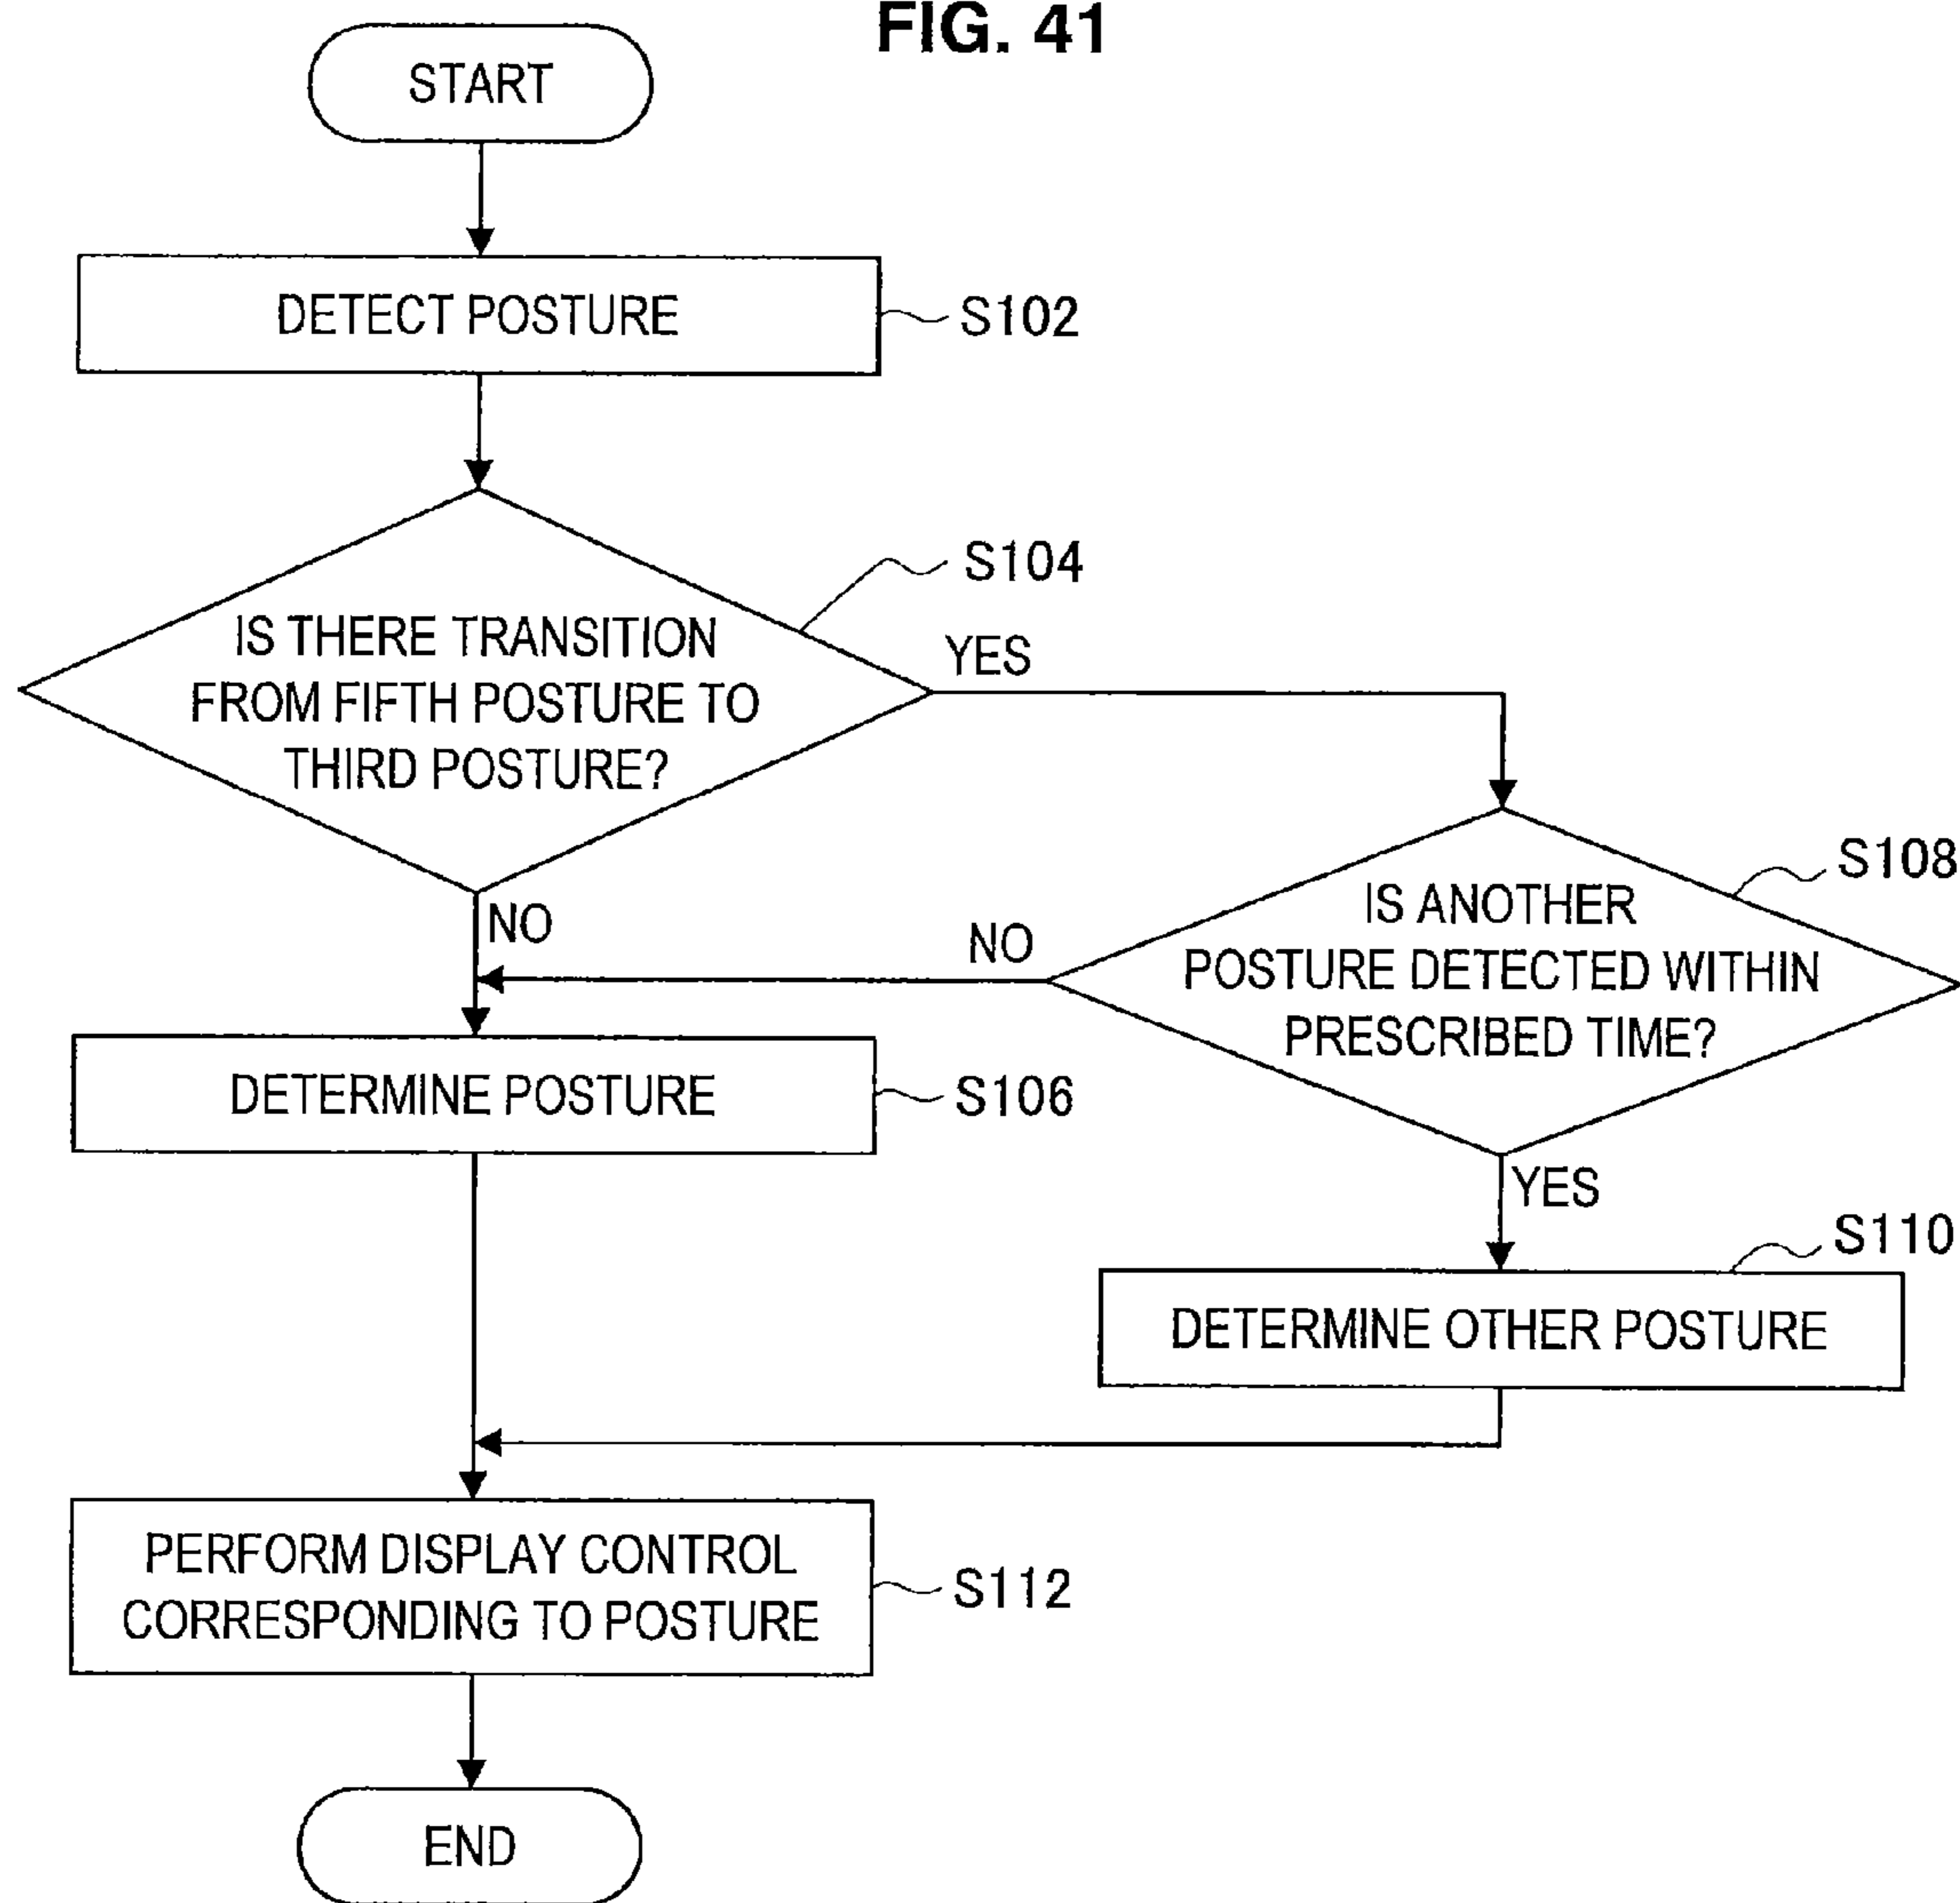 FIG. 41
START
DETECT POSTURE
S102
S104
IS THERE TRANSITION
FROM FIFTH POSTURE TO
THIRD POSTURE?
YES
NO
S108
IS ANOTHER
POSTURE DETECTED WITHIN
PRESCRIBED TIME?
NO
YES
DETERMINE POSTURE
S106
S110
DETERMINE OTHER POSTURE
PERFORM DISPLAY CONTROL
CORRESPONDING TO POSTURE
S112
END